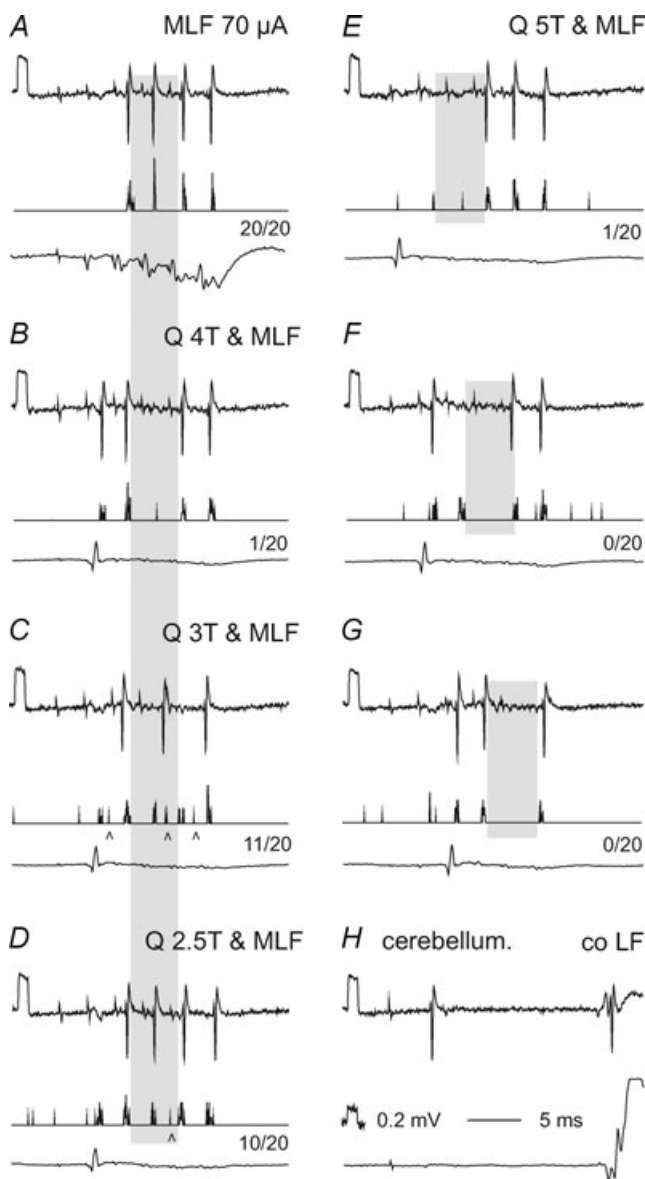 A MLF 70 µA
20/20
B Q 4T & MLF
1/20
C Q 3T & MLF
^ ^ ^
11/20
D Q 2.5T & MLF
^
10/20
E Q 5T & MLF
1/20
F
0/20
G
0/20
H cerebellum. co LF
0.2 mV 5 ms